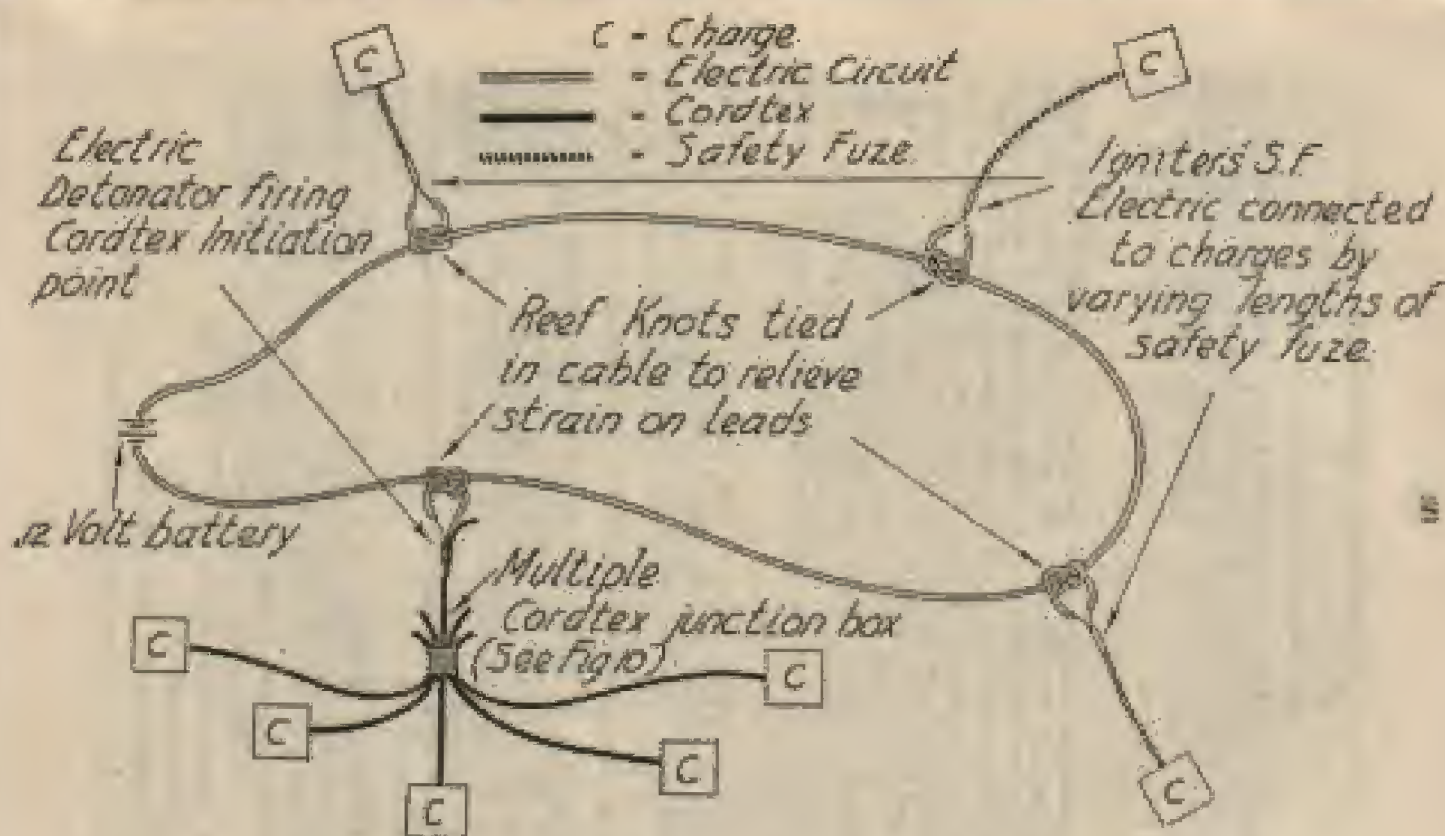 C - Charge.
- Electric Circuit
- Cordtex
- Safety Fuze.
Electric
Detonator firing
Cordtex Initiation
point
Igniters S.F.
Electric connected
to charges by
varying lengths of
safety fuze.
Reef Knots tied
in cable to relieve
strain on leads
12 Volt battery
Multiple
Cordtex junction box
(See Fig 10)
C
C
C
C
C
C
C
C